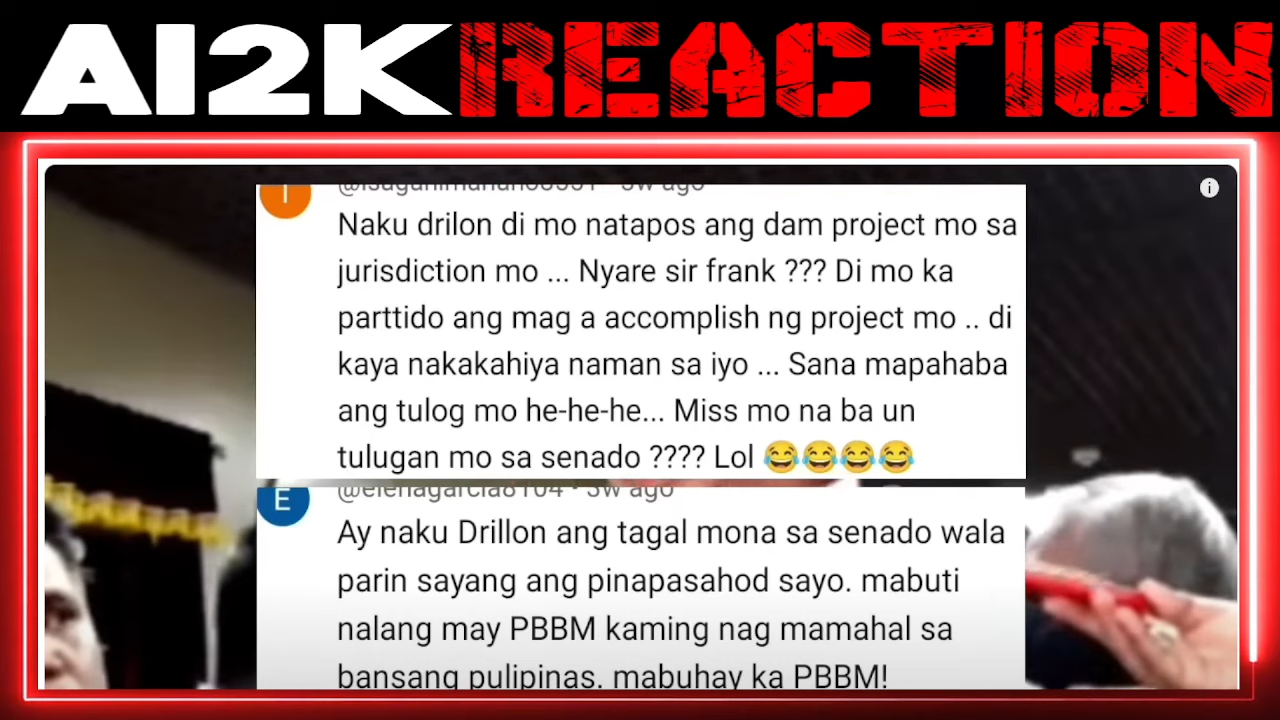 AI2KREACTION
Naku drilon di mo natapos ang dam project mo sa
jurisdiction mo ... Nyare sir frank ??? Di mo ka
parttido ang mag a accomplish ng project mo .. di
kaya nakakahiya naman sa iyo ... Sana mapahaba
ang tulog mo he-he-he... Miss mo na ba un
tulugan mo sa senado ???? Lol 😂😂😂😂
E
@elenagarcia8104 · 3w ago
Ay naku Drillon ang tagal mona sa senado wala
parin sayang ang pinapasahod sayo. mabuti
nalang may PBBM kaming nag mamahal sa
bansang pulipinas. mabuhay ka PBBM!